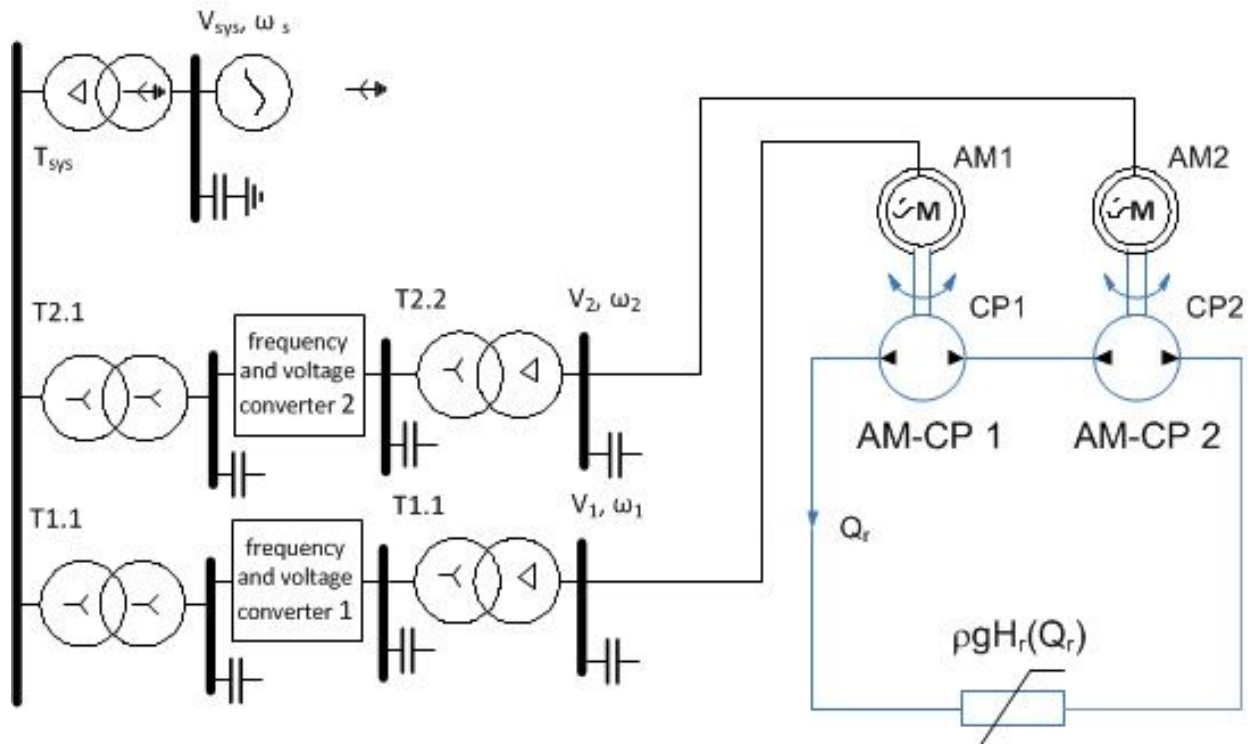 V_sys, ω_s
T_sys
AM1
AM2
M
M
T2.1
T2.2
V_2, ω_2
CP1
CP2
frequency
and voltage
converter 2
AM-CP 1
AM-CP 2
T1.1
T1.1
V_1, ω_1
Q_r
frequency
and voltage
converter 1
ρgH_r(Q_r)